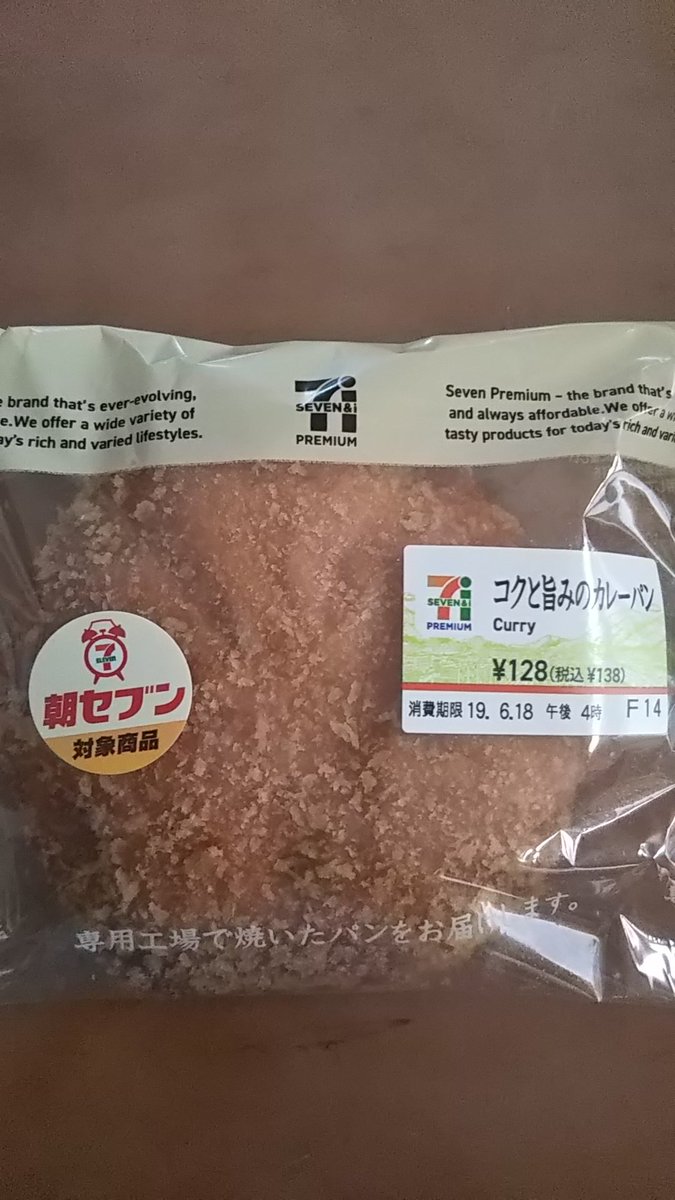 brand that's ever-evolving,
e.We offer a wide variety of
ay's rich and varied lifestyles.
7i
SEVEN&i
PREMIUM
Seven Premium – the brand that's
and always affordable.We offer a w
tasty products for today's rich and vari
7i
SEVEN&i
PREMIUM
コクと旨みのカレーパン
Curry
¥128(税込 ¥138)
消費期限 19. 6.18 午後 4時 F14
7
ELEVEN
朝セブン
対象商品
専用工場で焼いたパンをお届けします。